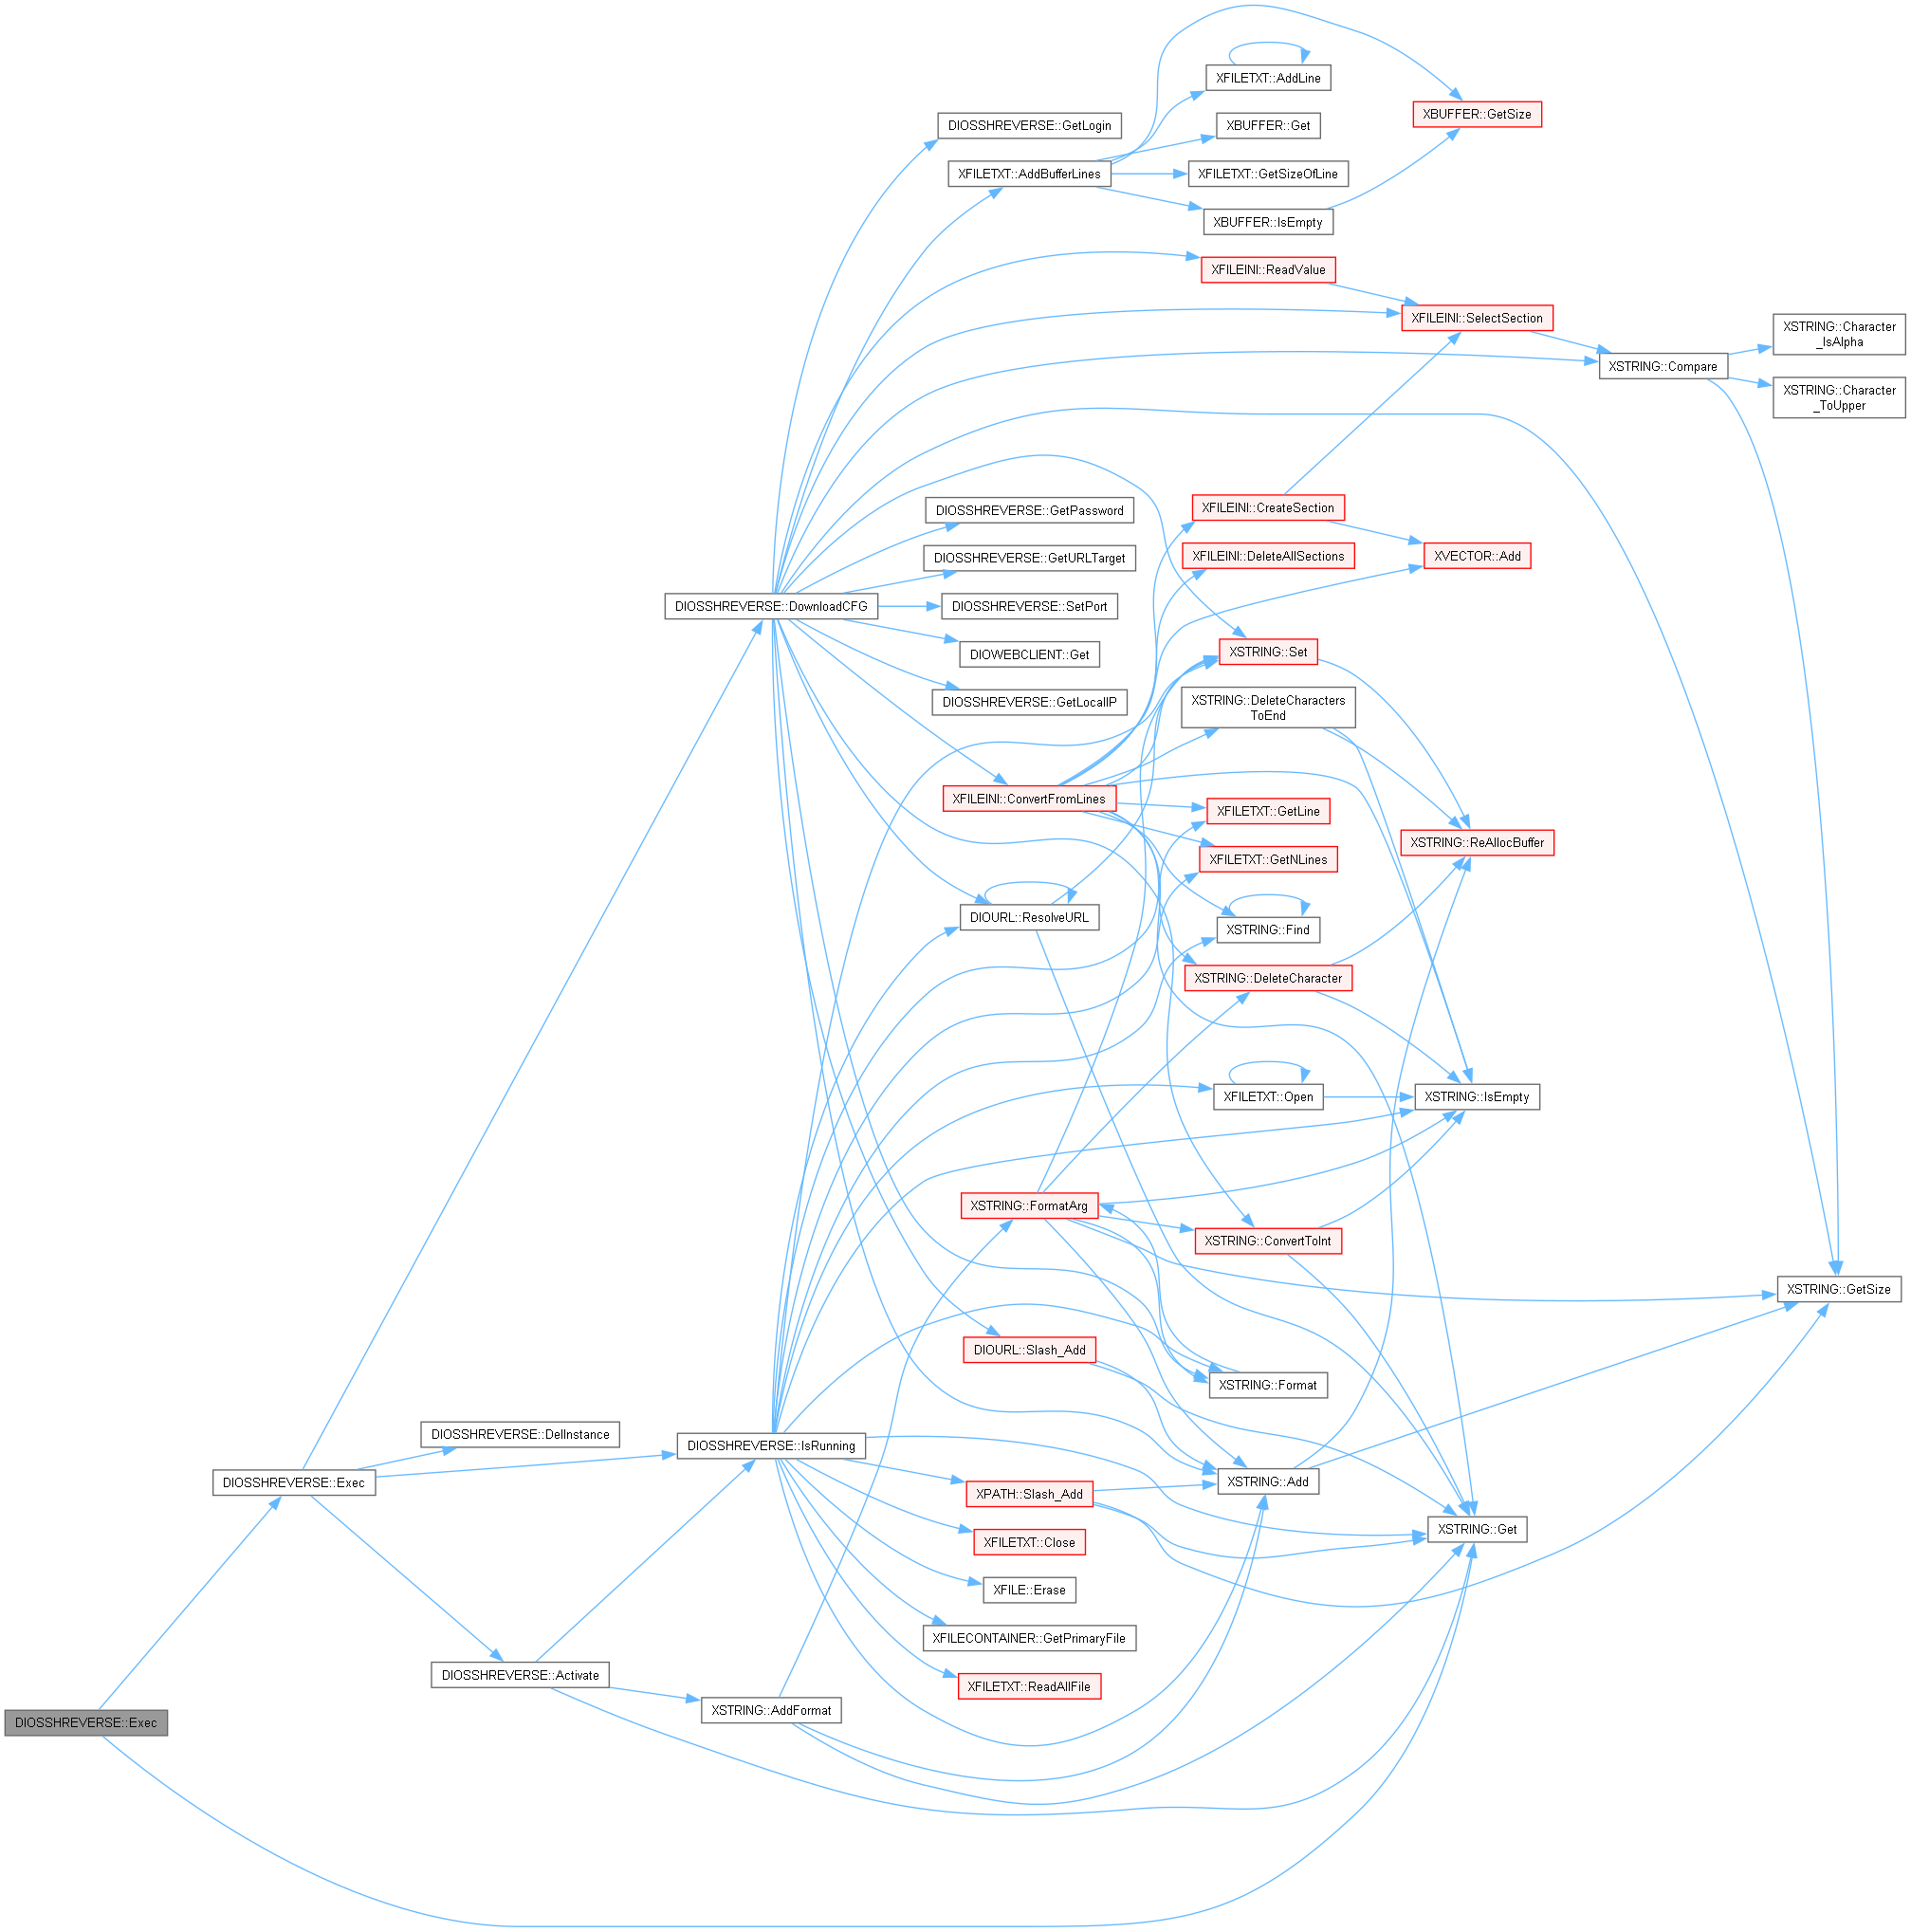 XFILETXT::AddLine
XBUFFER::GetSize
DIOSSHREVERSE::GetLogin
XBUFFER::Get
XFILETXT::AddBufferLines
XFILETXT::GetSizeOfLine
XBUFFER::IsEmpty
XFILEINI::ReadValue
XFILEINI::SelectSection
XSTRING::Character
_IsAlpha
XSTRING::Compare
XSTRING::Character
_ToUpper
DIOSSHREVERSE::GetPassword
XFILEINI::CreateSection
DIOSSHREVERSE::GetURLTarget
XFILEINI::DeleteAllSections
XVECTOR::Add
DIOSSHREVERSE::DownloadCFG
DIOSSHREVERSE::SetPort
DIOWEBCLIENT::Get
XSTRING::Set
DIOSSHREVERSE::GetLocalIP
XSTRING::DeleteCharacters
ToEnd
XFILEINI::ConvertFromLines
XFILETXT::GetLine
XSTRING::ReAllocBuffer
XFILETXT::GetNLines
DIOURL::ResolveURL
XSTRING::Find
XSTRING::DeleteCharacter
XFILETXT::Open
XSTRING::IsEmpty
XSTRING::FormatArg
XSTRING::ConvertToInt
XSTRING::GetSize
DIOURL::Slash_Add
XSTRING::Format
DIOSSHREVERSE::DelInstance
DIOSSHREVERSE::IsRunning
DIOSSHREVERSE::Exec
XPATH::Slash_Add
XSTRING::Add
XSTRING::Get
XFILETXT::Close
XFILE::Erase
XFILECONTAINER::GetPrimaryFile
DIOSSHREVERSE::Activate
XFILETXT::ReadAllFile
XSTRING::AddFormat
DIOSSHREVERSE::Exec